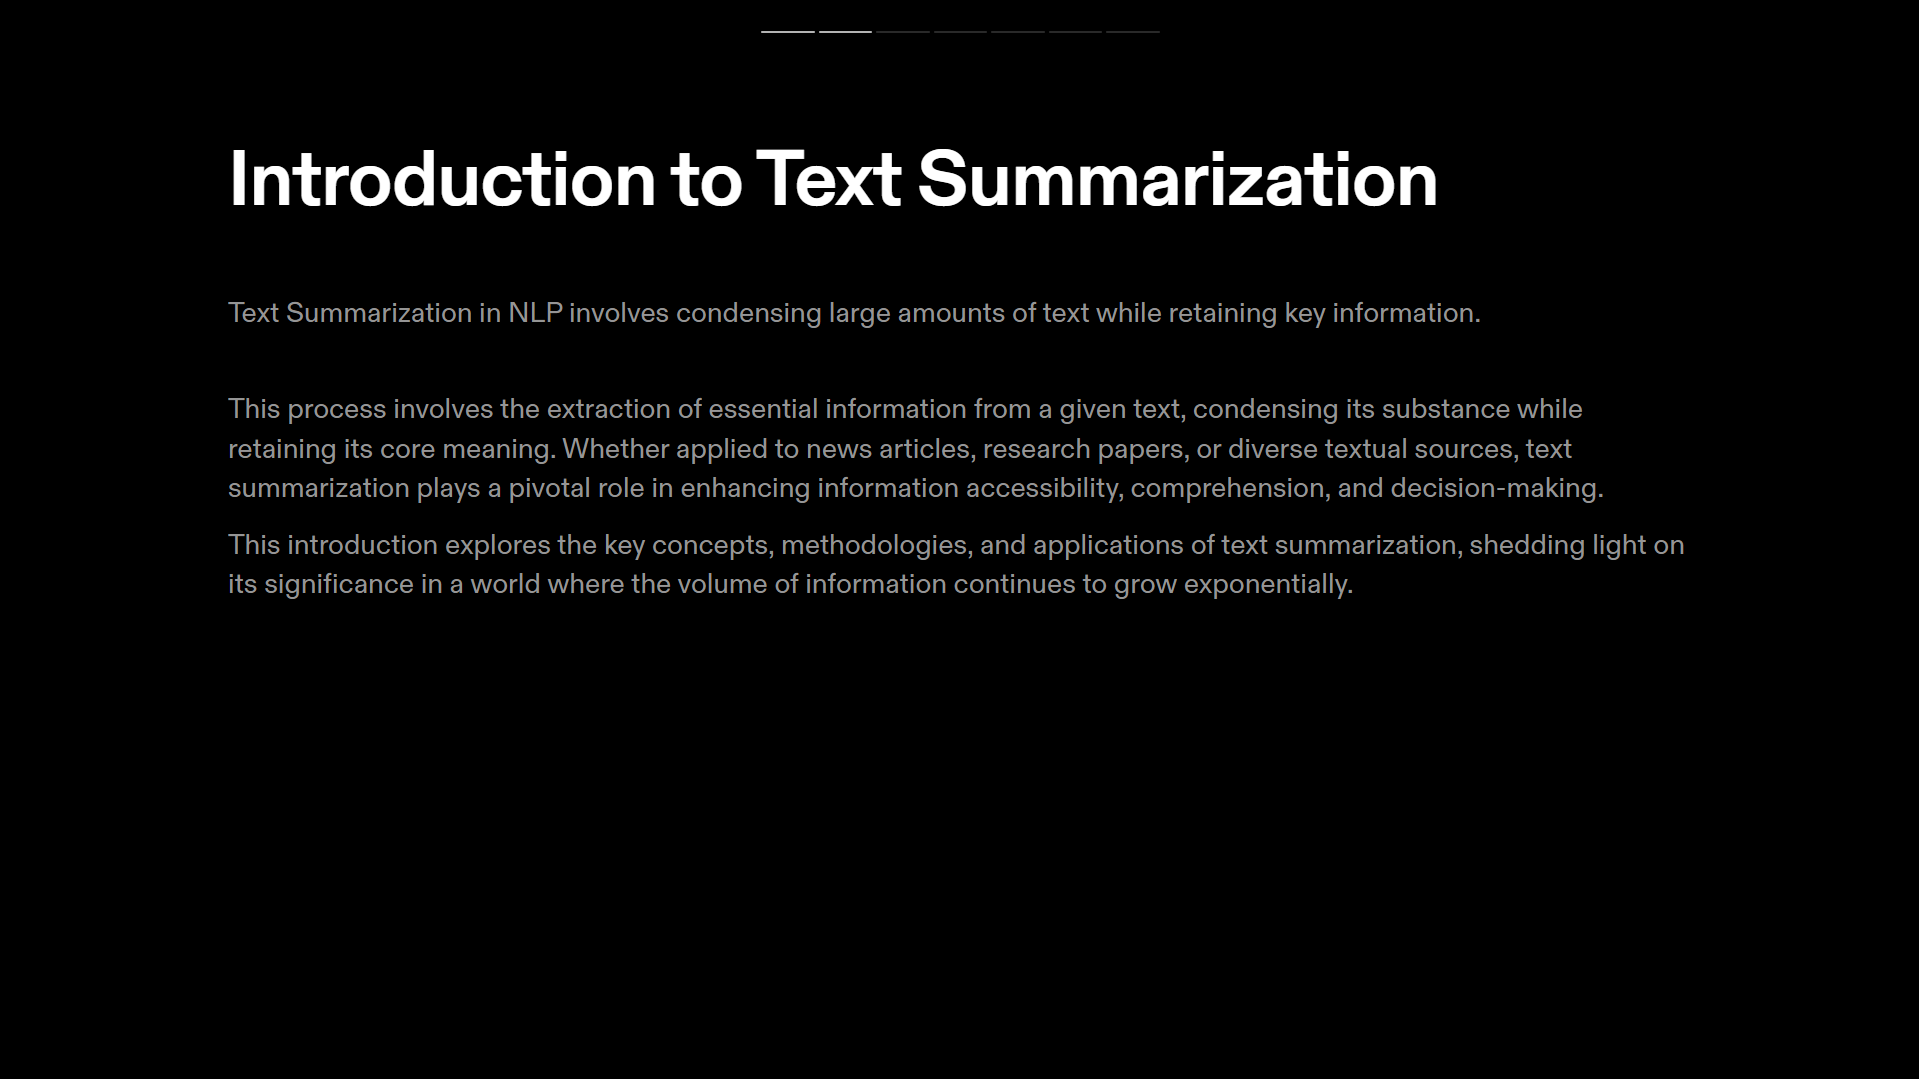 Introduction to Text Summarization
Text Summarization in NLP involves condensing large amounts of text while retaining key information.
This process involves the extraction of essential information from a given text, condensing its substance while
retaining its core meaning. Whether applied to news articles, research papers, or diverse textual sources, text
summarization plays a pivotal role in enhancing information accessibility, comprehension, and decision-making.
This introduction explores the key concepts, methodologies, and applications of text summarization, shedding light on
its significance in a world where the volume of information continues to grow exponentially.